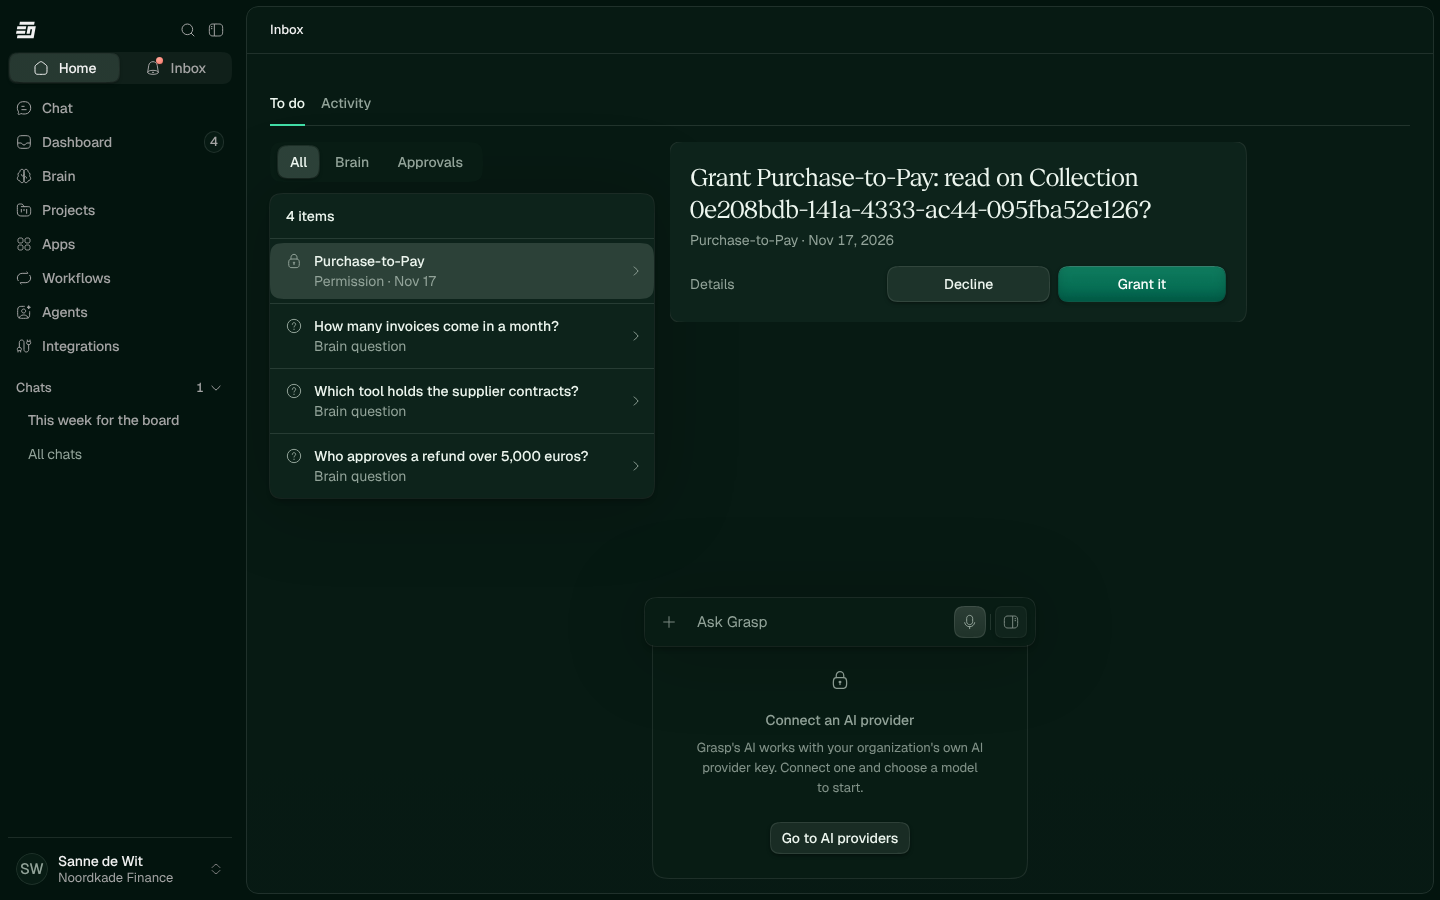 Inbox
Home
Inbox
Chat
Dashboard
4
Brain
Projects
Apps
Workflows
Agents
Integrations
Chats
1
This week for the board
All chats
To do
Activity
All
Brain
Approvals
4 items
Purchase-to-Pay
Permission · Nov 17
How many invoices come in a month?
Brain question
Which tool holds the supplier contracts?
Brain question
Who approves a refund over 5,000 euros?
Brain question
Grant Purchase-to-Pay: read on Collection
0e208bdb-141a-4333-ac44-095fba52e126?
Purchase-to-Pay · Nov 17, 2026
Details
Decline
Grant it
Ask Grasp
Connect an AI provider
Grasp's AI works with your organization's own AI
provider key. Connect one and choose a model
to start.
Go to AI providers
SW
Sanne de Wit
Noordkade Finance